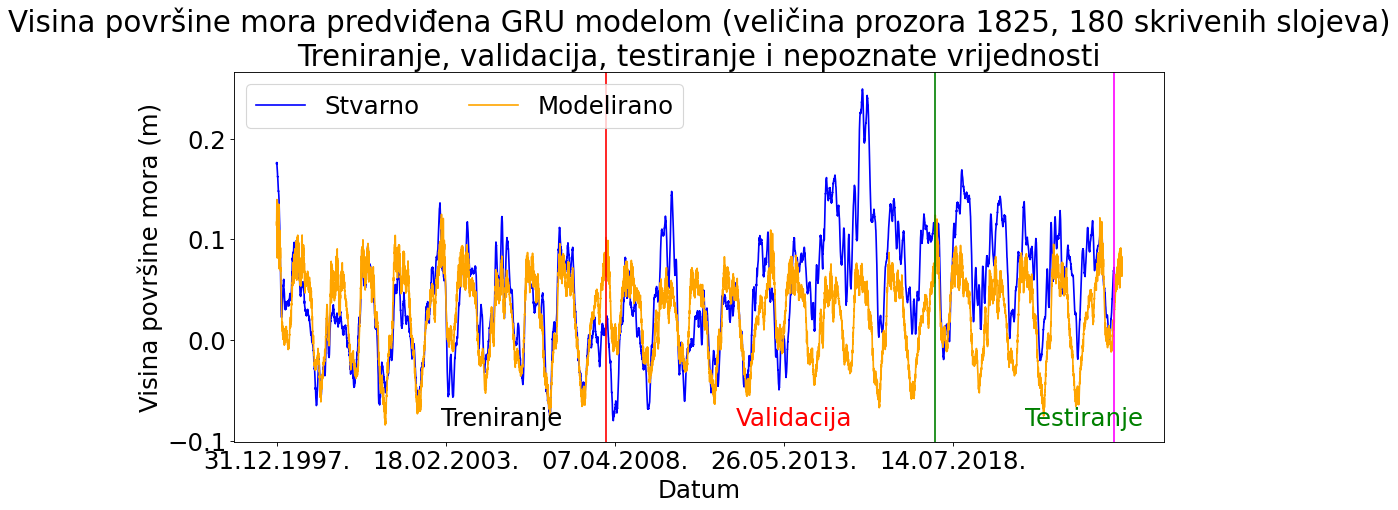 Visina površine mora predviđena GRU modelom (veličina prozora 1825, 180 skrivenih slojeva)
Treniranje, validacija, testiranje i nepoznate vrijednosti
Stvarno Modelirano
Visina površine mora (m)
0.2
0.1
0.0
−0.1
Treniranje Validacija Testiranje
31.12.1997. 18.02.2003. 07.04.2008. 26.05.2013. 14.07.2018.
Datum